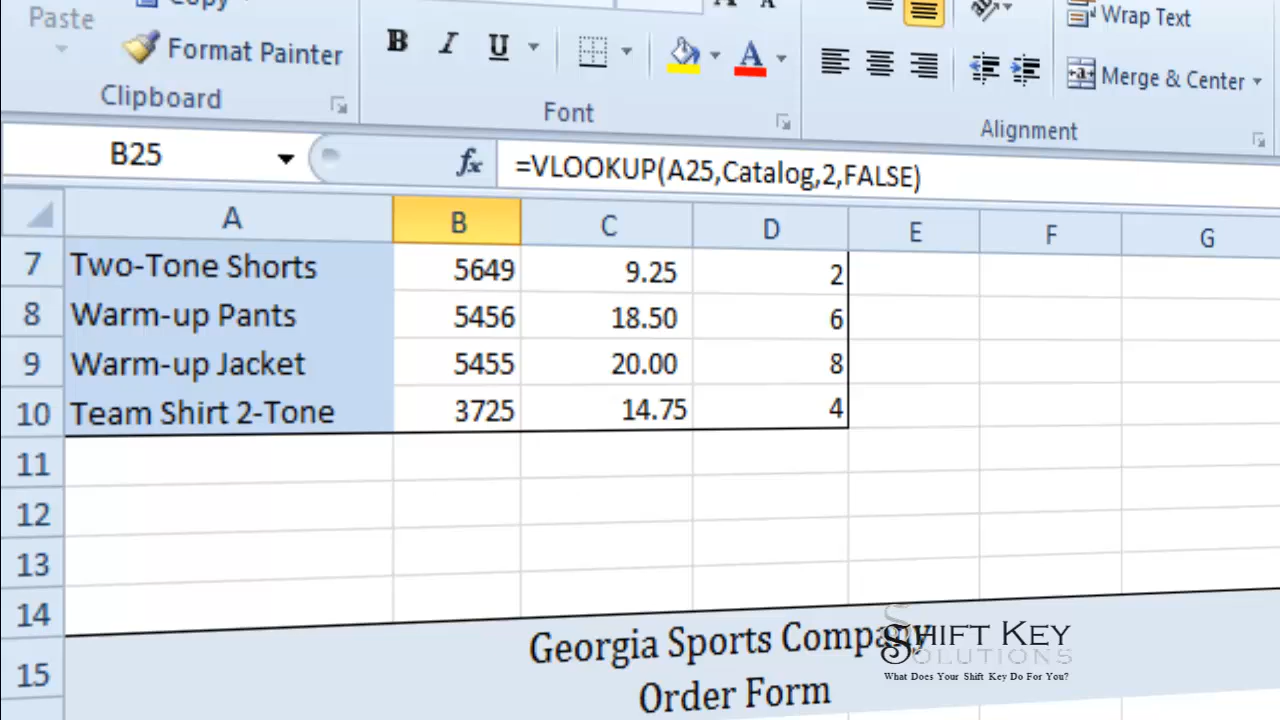 Copy
Wrap Text
Paste
Format Painter
B I U
A
Merge & Center
Clipboard
Font
Alignment
B25
fx
=VLOOKUP(A25,Catalog,2,FALSE)
A B C D E F G
7 Two-Tone Shorts 5649 9.25 2
8 Warm-up Pants 5456 18.50 6
9 Warm-up Jacket 5455 20.00 8
10 Team Shirt 2-Tone 3725 14.75 4
11
12
13
14
15 Georgia Sports Company
Order Form
SHIFT KEY
SOLUTIONS
What Does Your Shift Key Do For You?